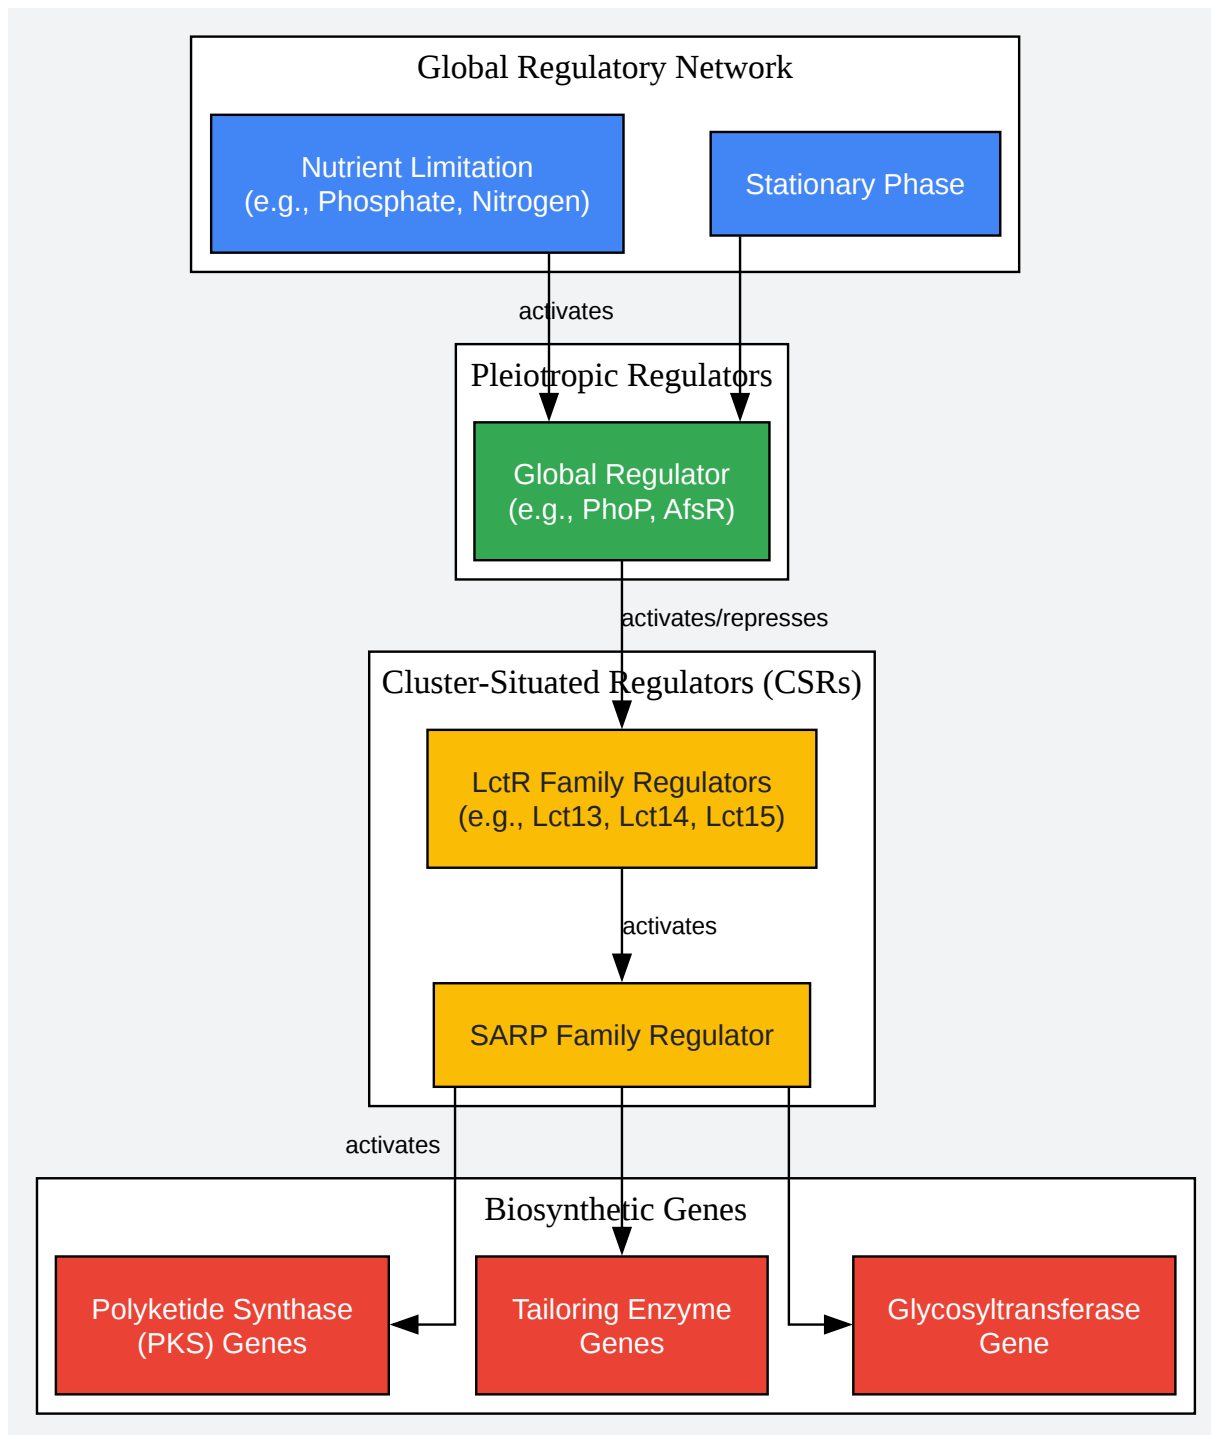 Global Regulatory Network
Nutrient Limitation
(e.g., Phosphate, Nitrogen)
Stationary Phase
activates
Pleiotropic Regulators
Global Regulator
(e.g., PhoP, AfsR)
activates/represses
Cluster-Situated Regulators (CSRs)
LctR Family Regulators
(e.g., Lct13, Lct14, Lct15)
activates
SARP Family Regulator
activates
Biosynthetic Genes
Polyketide Synthase
(PKS) Genes
Tailoring Enzyme
Genes
Glycosyltransferase
Gene